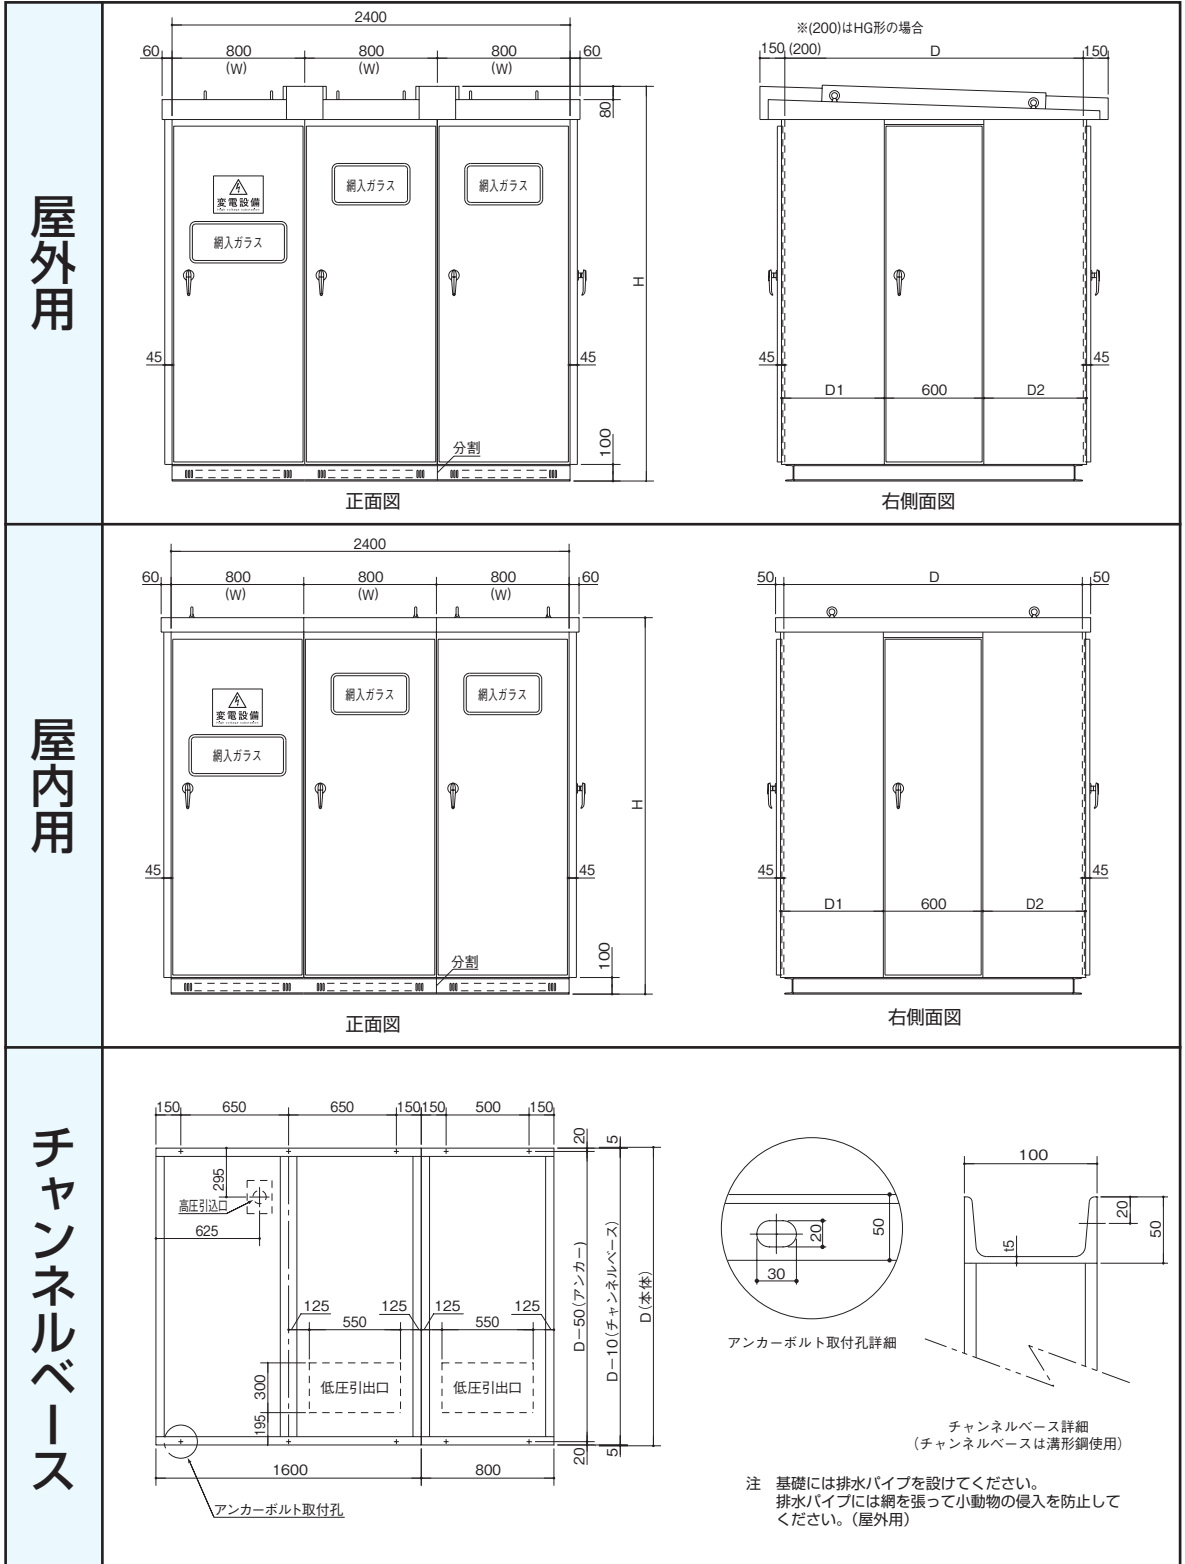 屋外用
2400
60 800 800 800 60
(W) (W) (W)
80
変電設備
網入ガラス
網入ガラス
網入ガラス
H
45
45
100
分割
正面図
※(200)はHG形の場合
150 (200) D 150
45
45
D1 600 D2
右側面図
屋内用
2400
60 800 800 800 60
(W) (W) (W)
変電設備
網入ガラス
網入ガラス
網入ガラス
H
45
45
100
分割
正面図
50 D 50
45
45
D1 600 D2
右側面図
チャンネルベース
150 650 650 150 150 500 150
20
5
295
高圧引込口
625
125 125 125 125
550 550
300
195
低圧引出口
低圧引出口
D−50(アンカー)
D−10(チャンネルベース)
D(本体)
20
5
1600 800
アンカーボルト取付孔
20
50
30
アンカーボルト取付孔詳細
100
20
50
t5
チャンネルベース詳細
(チャンネルベースは溝形鋼使用)
注 基礎には排水パイプを設けてください。
排水パイプには網を張って小動物の侵入を防止して
ください。(屋外用)